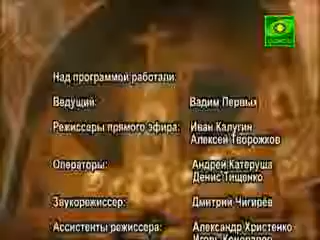 Над программой работали:
Ведущий: Вадим Первых
Режиссеры прямого эфира: Иван Калугин
Алексей Творожков
Операторы: Андрей Катеруша
Денис Тищенко
Звукорежиссер: Дмитрий Чигирёв
Ассистенты режиссера: Александр Христенко
Игорь